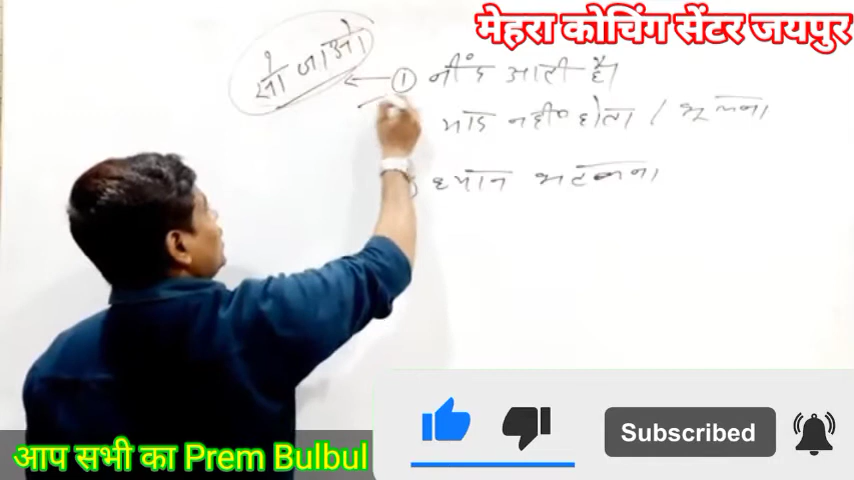 मेहरा कोचिंग सेंटर जयपुर
सो जाओ
① नींद आती है।
याद नहीं होता / भूलना
ध्यान भटकना
Subscribed
आप सभी का Prem Bulbul